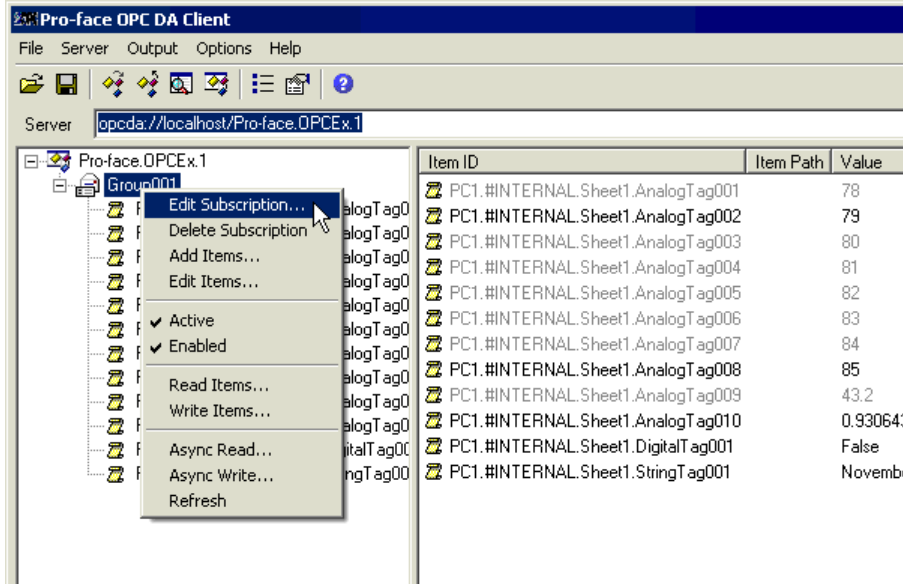 Pro-face OPC DA Client
File Server Output Options Help
Server opcda://localhost/Pro-face.OPCEx.1
Pro-face.OPCEx.1
Group001
Edit Subscription...
Delete Subscription
Add Items...
Edit Items...
Active
Enabled
Read Items...
Write Items...
Async Read...
Async Write...
Refresh
Item ID Item Path Value
PC1.#INTERNAL.Sheet1.AnalogTag001 78
PC1.#INTERNAL.Sheet1.AnalogTag002 79
PC1.#INTERNAL.Sheet1.AnalogTag003 80
PC1.#INTERNAL.Sheet1.AnalogTag004 81
PC1.#INTERNAL.Sheet1.AnalogTag005 82
PC1.#INTERNAL.Sheet1.AnalogTag006 83
PC1.#INTERNAL.Sheet1.AnalogTag007 84
PC1.#INTERNAL.Sheet1.AnalogTag008 85
PC1.#INTERNAL.Sheet1.AnalogTag009 43.2
PC1.#INTERNAL.Sheet1.AnalogTag010 0.930643
PC1.#INTERNAL.Sheet1.DigitalTag001 False
PC1.#INTERNAL.Sheet1.StringTag001 Novembe